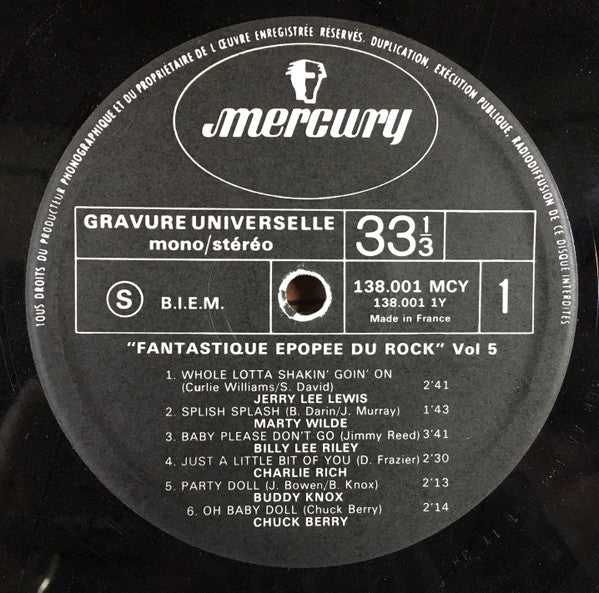 TOUS DROITS DU PRODUCTEUR PHONOGRAPHIQUE ET DU PROPRIÉTAIRE DE L'ŒUVRE ENREGISTRÉE RÉSERVÉS. DUPLICATION, EXÉCUTION PUBLIQUE, RADIODIFFUSION DE CE DISQUE INTERDITES
mercury
GRAVURE UNIVERSELLE
mono/stéréo
33 1/3
S B.I.E.M.
138.001 MCY
138.001 1Y
Made in France
1
"FANTASTIQUE EPOPEE DU ROCK" Vol 5
1. WHOLE LOTTA SHAKIN' GOIN' ON
(Curlie Williams/S. David) 2'41
JERRY LEE LEWIS
2. SPLISH SPLASH (B. Darin/J. Murray) 1'43
MARTY WILDE
3. BABY PLEASE DON'T GO (Jimmy Reed) 3'41
BILLY LEE RILEY
4. JUST A LITTLE BIT OF YOU (D. Frazier) 2'30
CHARLIE RICH
5. PARTY DOLL (J. Bowen/B. Knox) 2'13
BUDDY KNOX
6. OH BABY DOLL (Chuck Berry) 2'14
CHUCK BERRY